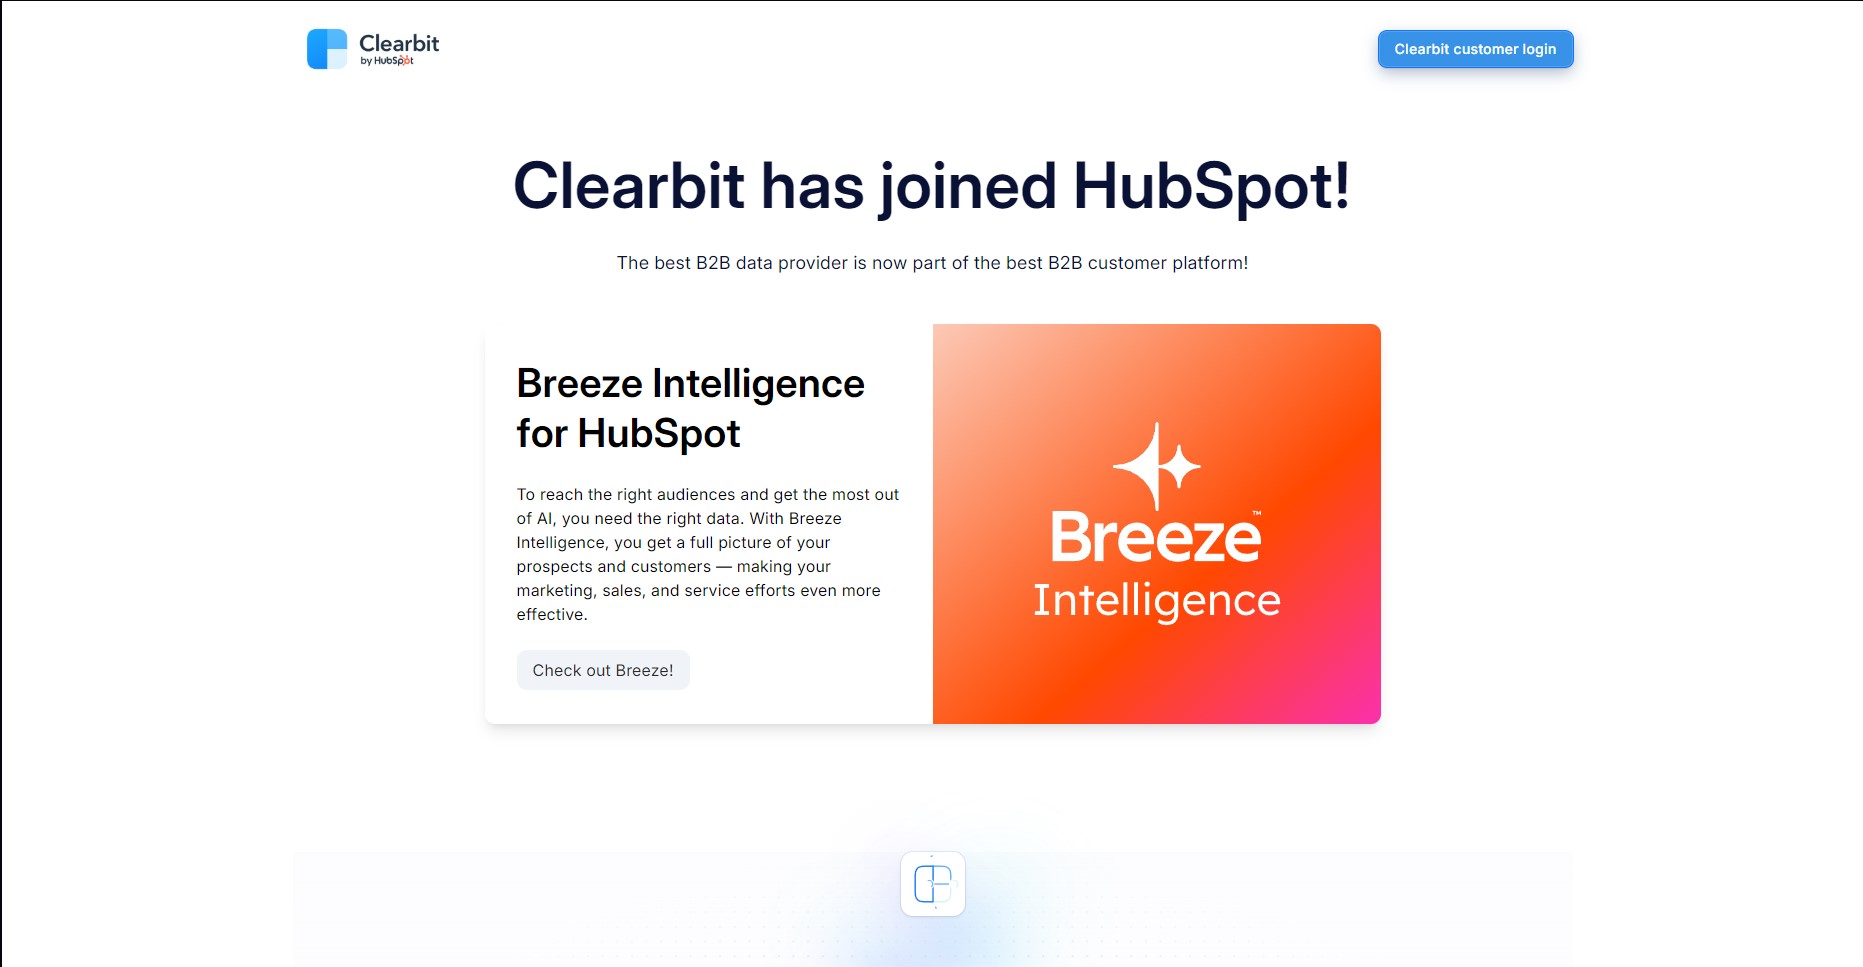 Clearbit
by HubSpot
Clearbit customer login
Clearbit has joined HubSpot!
The best B2B data provider is now part of the best B2B customer platform!
Breeze Intelligence
for HubSpot
To reach the right audiences and get the most out
of AI, you need the right data. With Breeze
Intelligence, you get a full picture of your
prospects and customers — making your
marketing, sales, and service efforts even more
effective.
Check out Breeze!
Breeze™
Intelligence